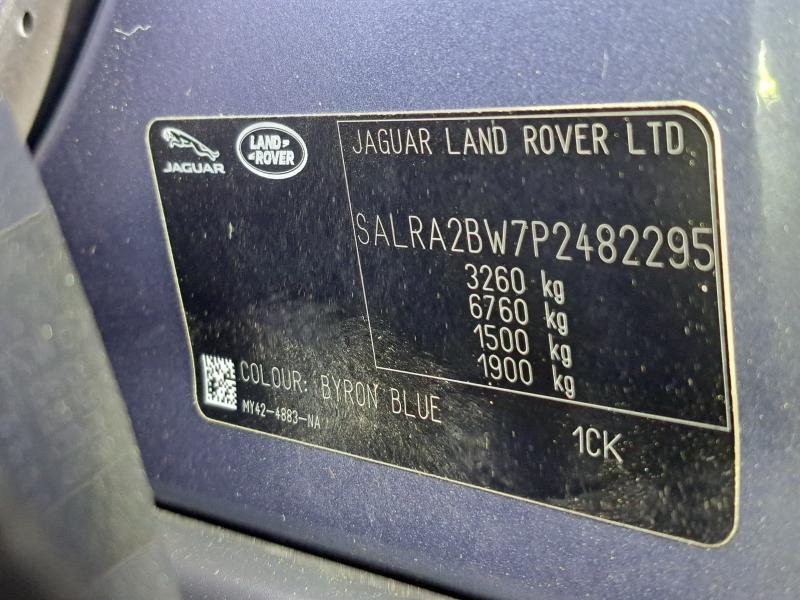 JAGUAR
LAND
ROVER
JAGUAR LAND ROVER LTD
SALRA2BW7P2482295
3260 kg
6760 kg
1500 kg
1900 kg
COLOUR: BYRON BLUE
MY42-4883-NA
1CK